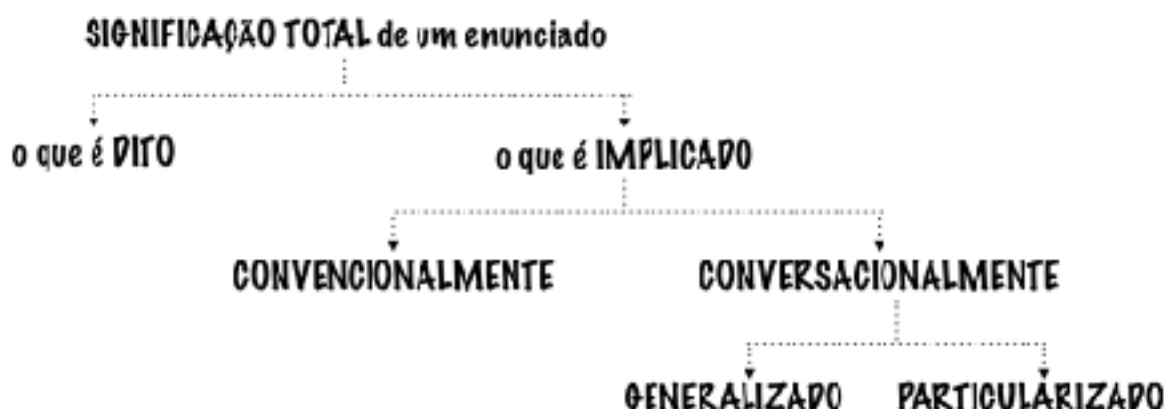 SIGNIFICAÇÃO TOTAL de um enunciado
o que é DITO
o que é IMPLICADO
CONVENCIONALMENTE
CONVERSACIONALMENTE
GENERALIZADO
PARTICULARIZADO